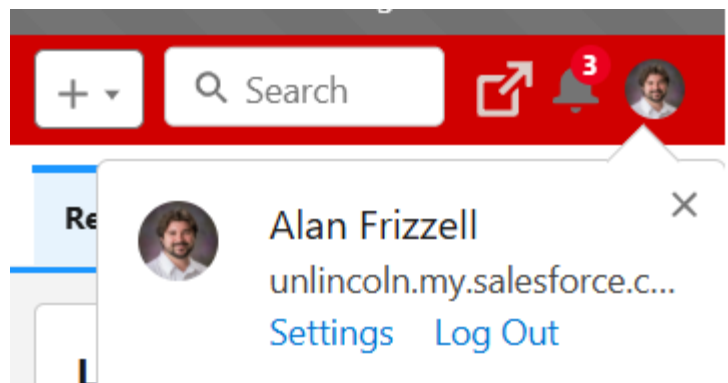 Search
3
Re
Alan Frizzell
unlincoln.my.salesforce.c...
Settings Log Out
L